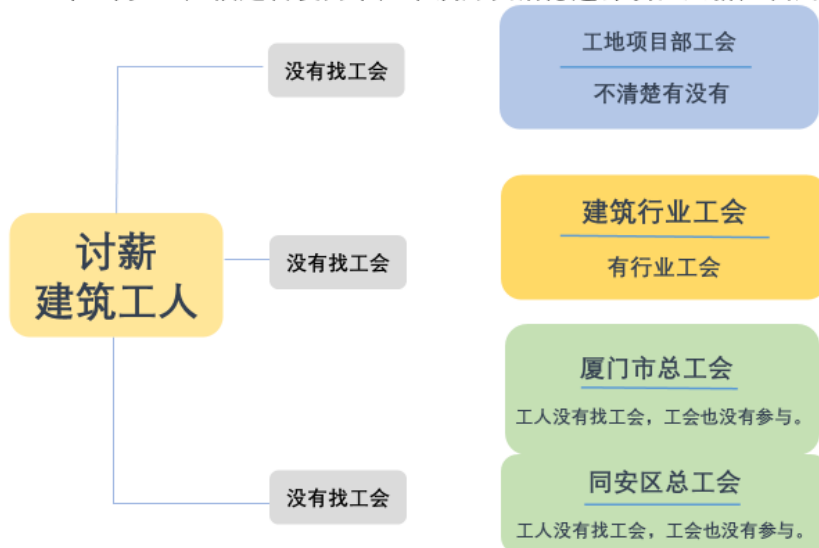 没有找工会
工地项目部工会
不清楚有没有
讨薪
建筑工人
没有找工会
建筑行业工会
有行业工会
厦门市总工会
工人没有找工会，工会也没有参与。
没有找工会
同安区总工会
工人没有找工会，工会也没有参与。